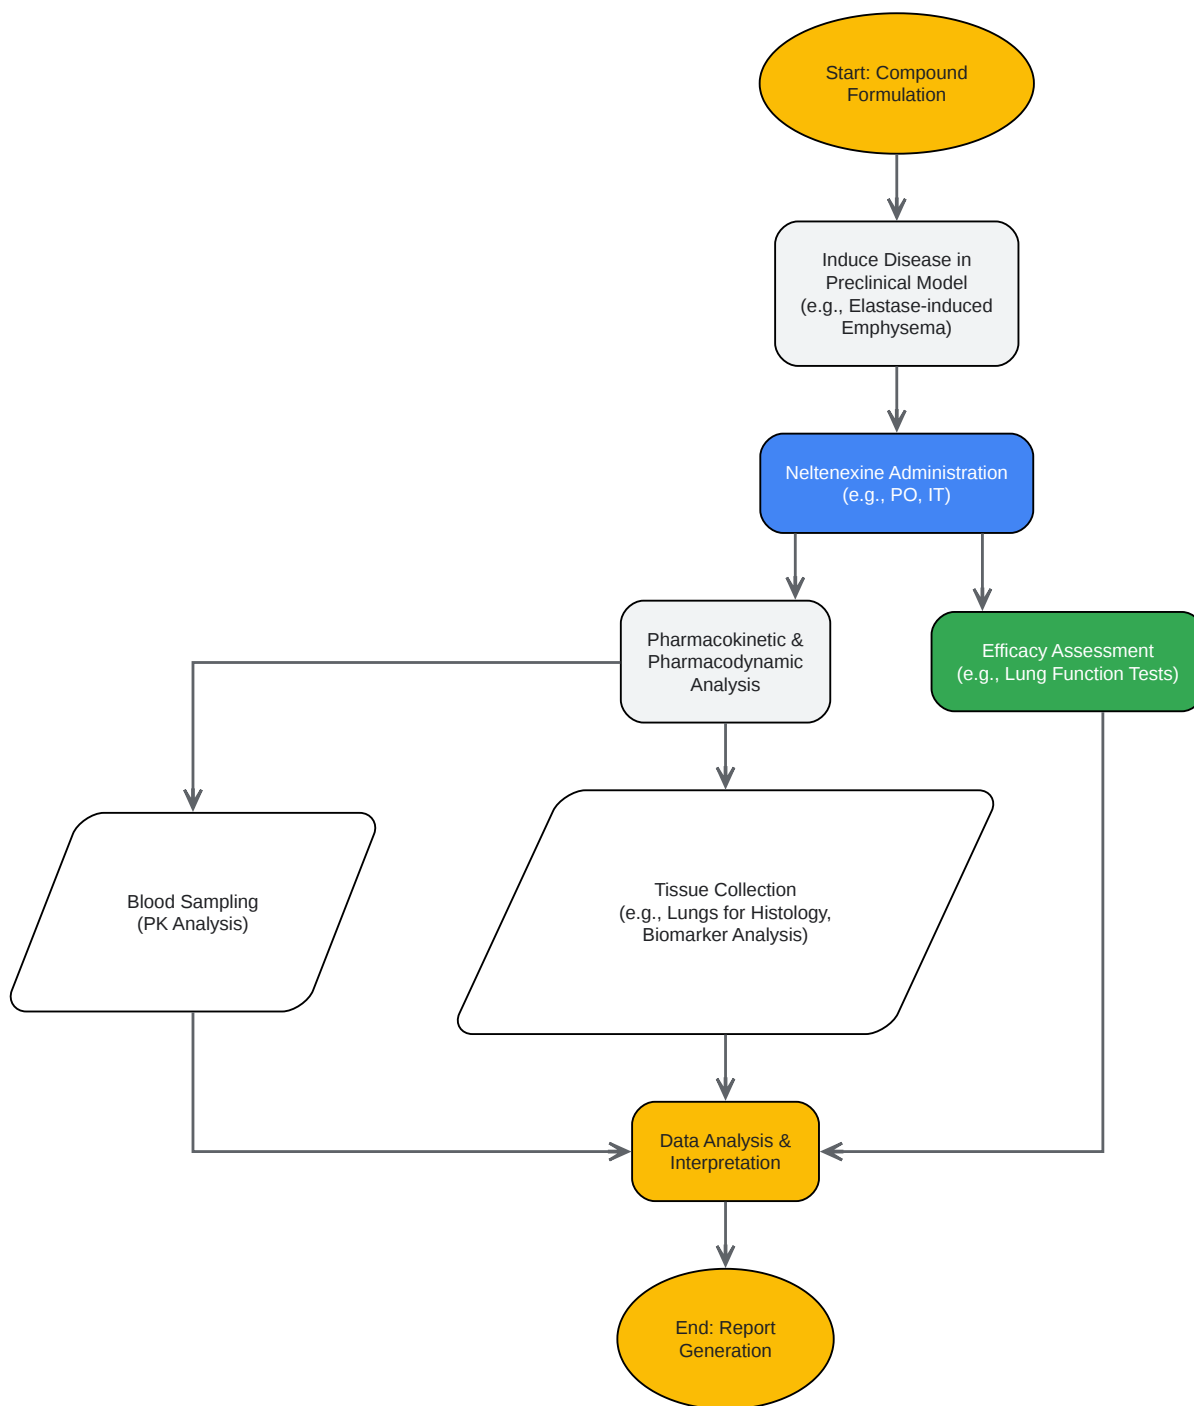 Start: Compound
Formulation
Induce Disease in
Preclinical Model
(e.g., Elastase-induced
Emphysema)
Neltenexine Administration
(e.g., PO, IT)
Pharmacokinetic &
Pharmacodynamic
Analysis
Efficacy Assessment
(e.g., Lung Function Tests)
Blood Sampling
(PK Analysis)
Tissue Collection
(e.g., Lungs for Histology,
Biomarker Analysis)
Data Analysis &
Interpretation
End: Report
Generation